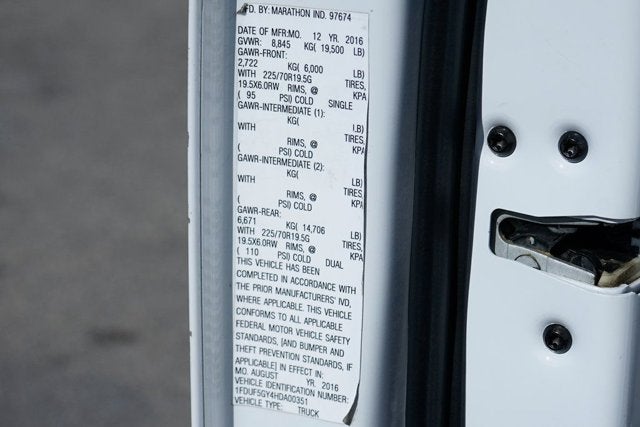 FD. BY: MARATHON IND. 97674
DATE OF MFR:MO. 12 YR. 2016
GVWR: 8,845 KG( 19,500 LB)
GAWR-FRONT:
2,722 KG( 6,000 LB)
WITH 225/70R19.5G TIRES,
19.5X6.0RW RIMS, @ KPA
( 95 PSI) COLD SINGLE
GAWR-INTERMEDIATE (1):
KG( LB)
WITH TIRES
RIMS, @ KPA
( PSI) COLD
GAWR-INTERMEDIATE (2):
KG( LB)
WITH TIRES
RIMS, @ KPA
( PSI) COLD
GAWR-REAR:
6,671 KG( 14,706 LB)
WITH 225/70R19.5G TIRES,
19.5X6.0RW RIMS, @ KPA
( 110 PSI) COLD DUAL
THIS VEHICLE HAS BEEN
COMPLETED IN ACCORDANCE WITH
THE PRIOR MANUFACTURERS' IVD,
WHERE APPLICABLE. THIS VEHICLE
CONFORMS TO ALL APPLICABLE
FEDERAL MOTOR VEHICLE SAFETY
STANDARDS, [AND BUMPER AND
THEFT PREVENTION STANDARDS, IF
APPLICABLE] IN EFFECT IN:
MO. AUGUST YR. 2016
VEHICLE IDENTIFICATION NUMBER:
1FDUF5GY4HDA00351
VEHICLE TYPE: TRUCK